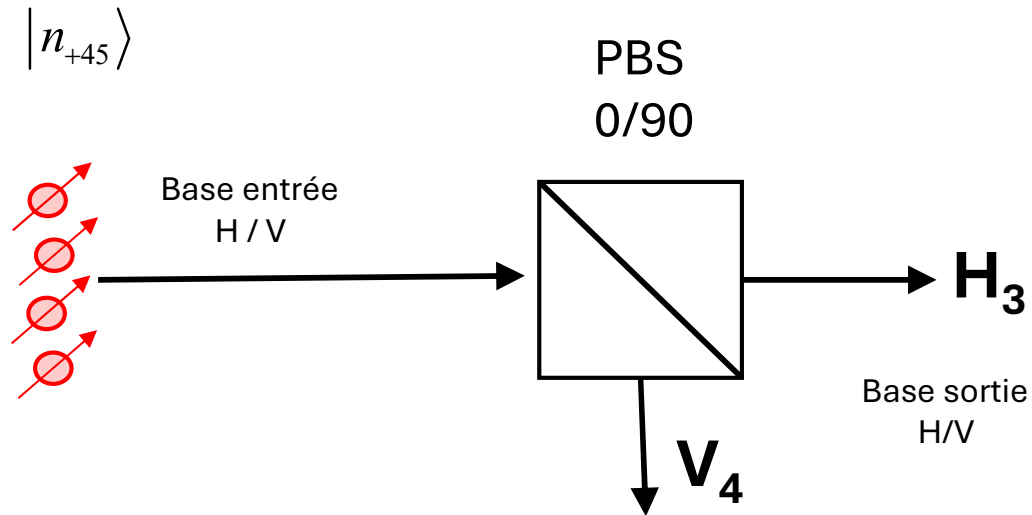 |n₊₄₅⟩
PBS
0/90
Base entrée
H / V
H₃
Base sortie
H/V
V₄